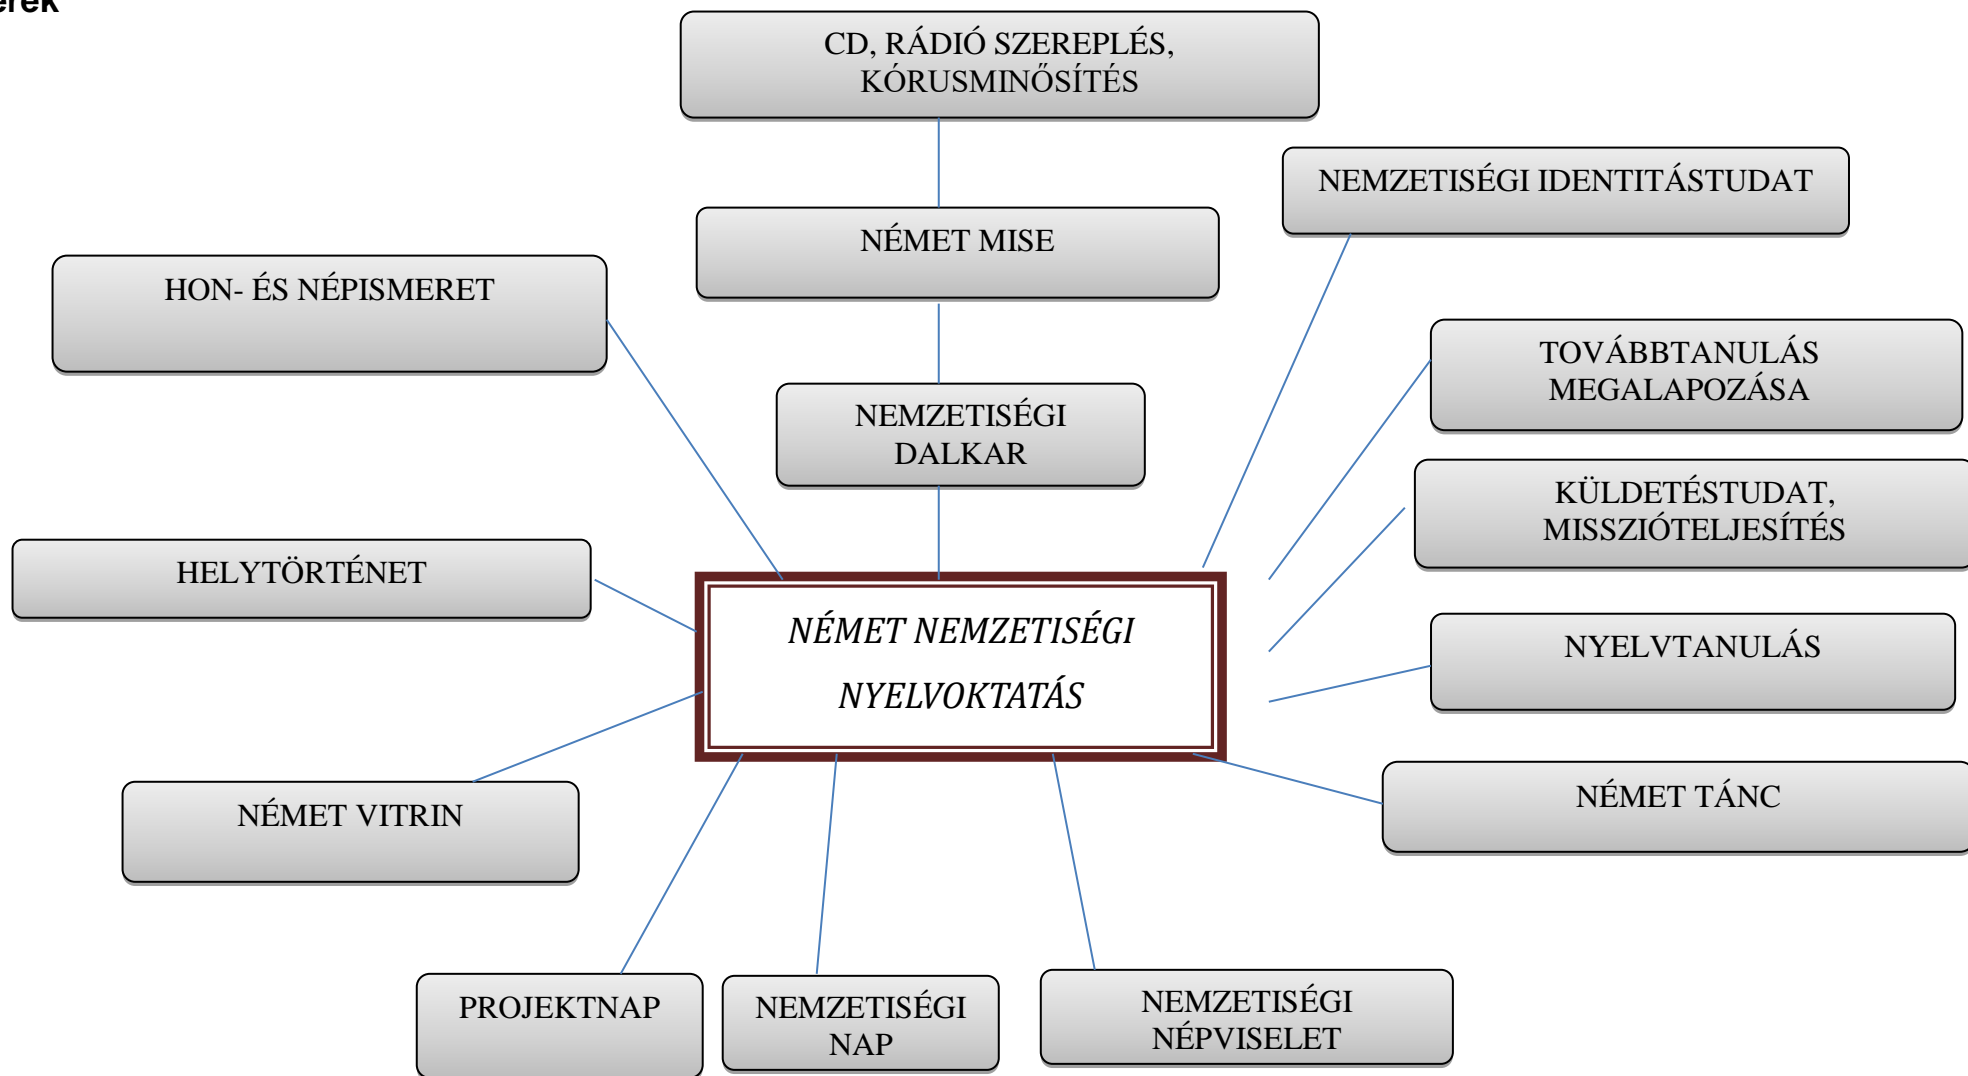 CD, RÁDIÓ SZEREPLÉS,
KÓRUSMINŐSÍTÉS
NEMZETISÉGI IDENTITÁSTUDAT
NÉMET MISE
HON- ÉS NÉPISMERET
TOVÁBBTANULÁS
MEGALAPOZÁSA
NEMZETISÉGI
DALKAR
KÜLDETÉSTUDAT,
MISSZIÓTELJESÍTÉS
HELYTÖRTÉNET
NÉMET NEMZETISÉGI
NYELVOKTATÁS
NYELVTANULÁS
NÉMET VITRIN
NÉMET TÁNC
PROJEKTNAP
NEMZETISÉGI
NAP
NEMZETISÉGI
NÉPVISELET